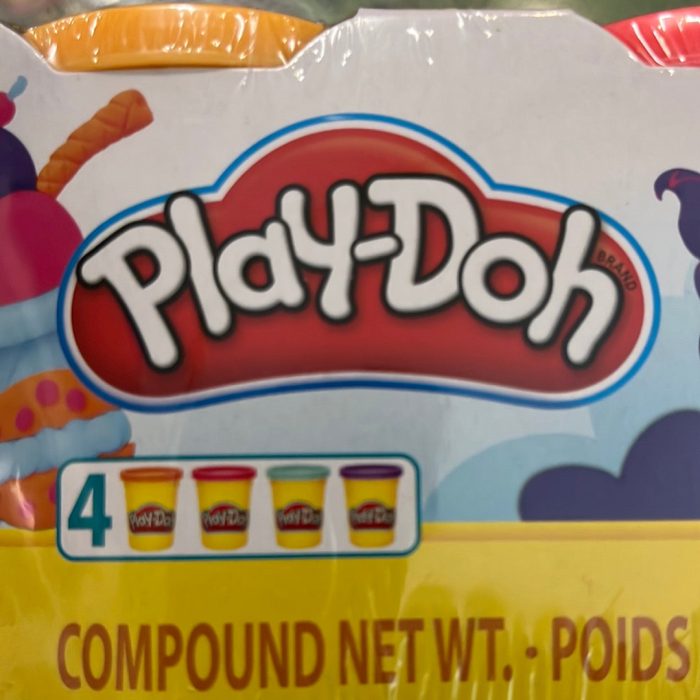 Play-Doh
BRAND
4
Play-Doh Play-Doh Play-Doh Play-Doh
COMPOUND NET WT. · POIDS